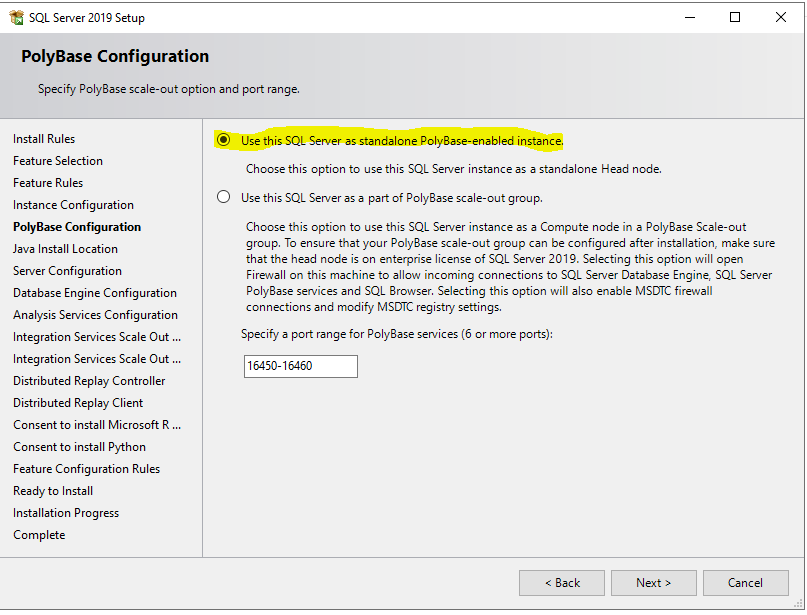 SQL Server 2019 Setup
PolyBase Configuration
Specify PolyBase scale-out option and port range.
Install Rules
Feature Selection
Feature Rules
Instance Configuration
PolyBase Configuration
Java Install Location
Server Configuration
Database Engine Configuration
Analysis Services Configuration
Integration Services Scale Out ...
Integration Services Scale Out ...
Distributed Replay Controller
Distributed Replay Client
Consent to install Microsoft R ...
Consent to install Python
Feature Configuration Rules
Ready to Install
Installation Progress
Complete
Use this SQL Server as standalone PolyBase-enabled instance.
Choose this option to use this SQL Server instance as a standalone Head node.
Use this SQL Server as a part of PolyBase scale-out group.
Choose this option to use this SQL Server instance as a Compute node in a PolyBase Scale-out
group. To ensure that your PolyBase scale-out group can be configured after installation, make sure
that the head node is on enterprise license of SQL Server 2019. Selecting this option will open
Firewall on this machine to allow incoming connections to SQL Server Database Engine, SQL Server
PolyBase services and SQL Browser. Selecting this option will also enable MSDTC firewall
connections and modify MSDTC registry settings.
Specify a port range for PolyBase services (6 or more ports):
16450-16460
< Back
Next >
Cancel